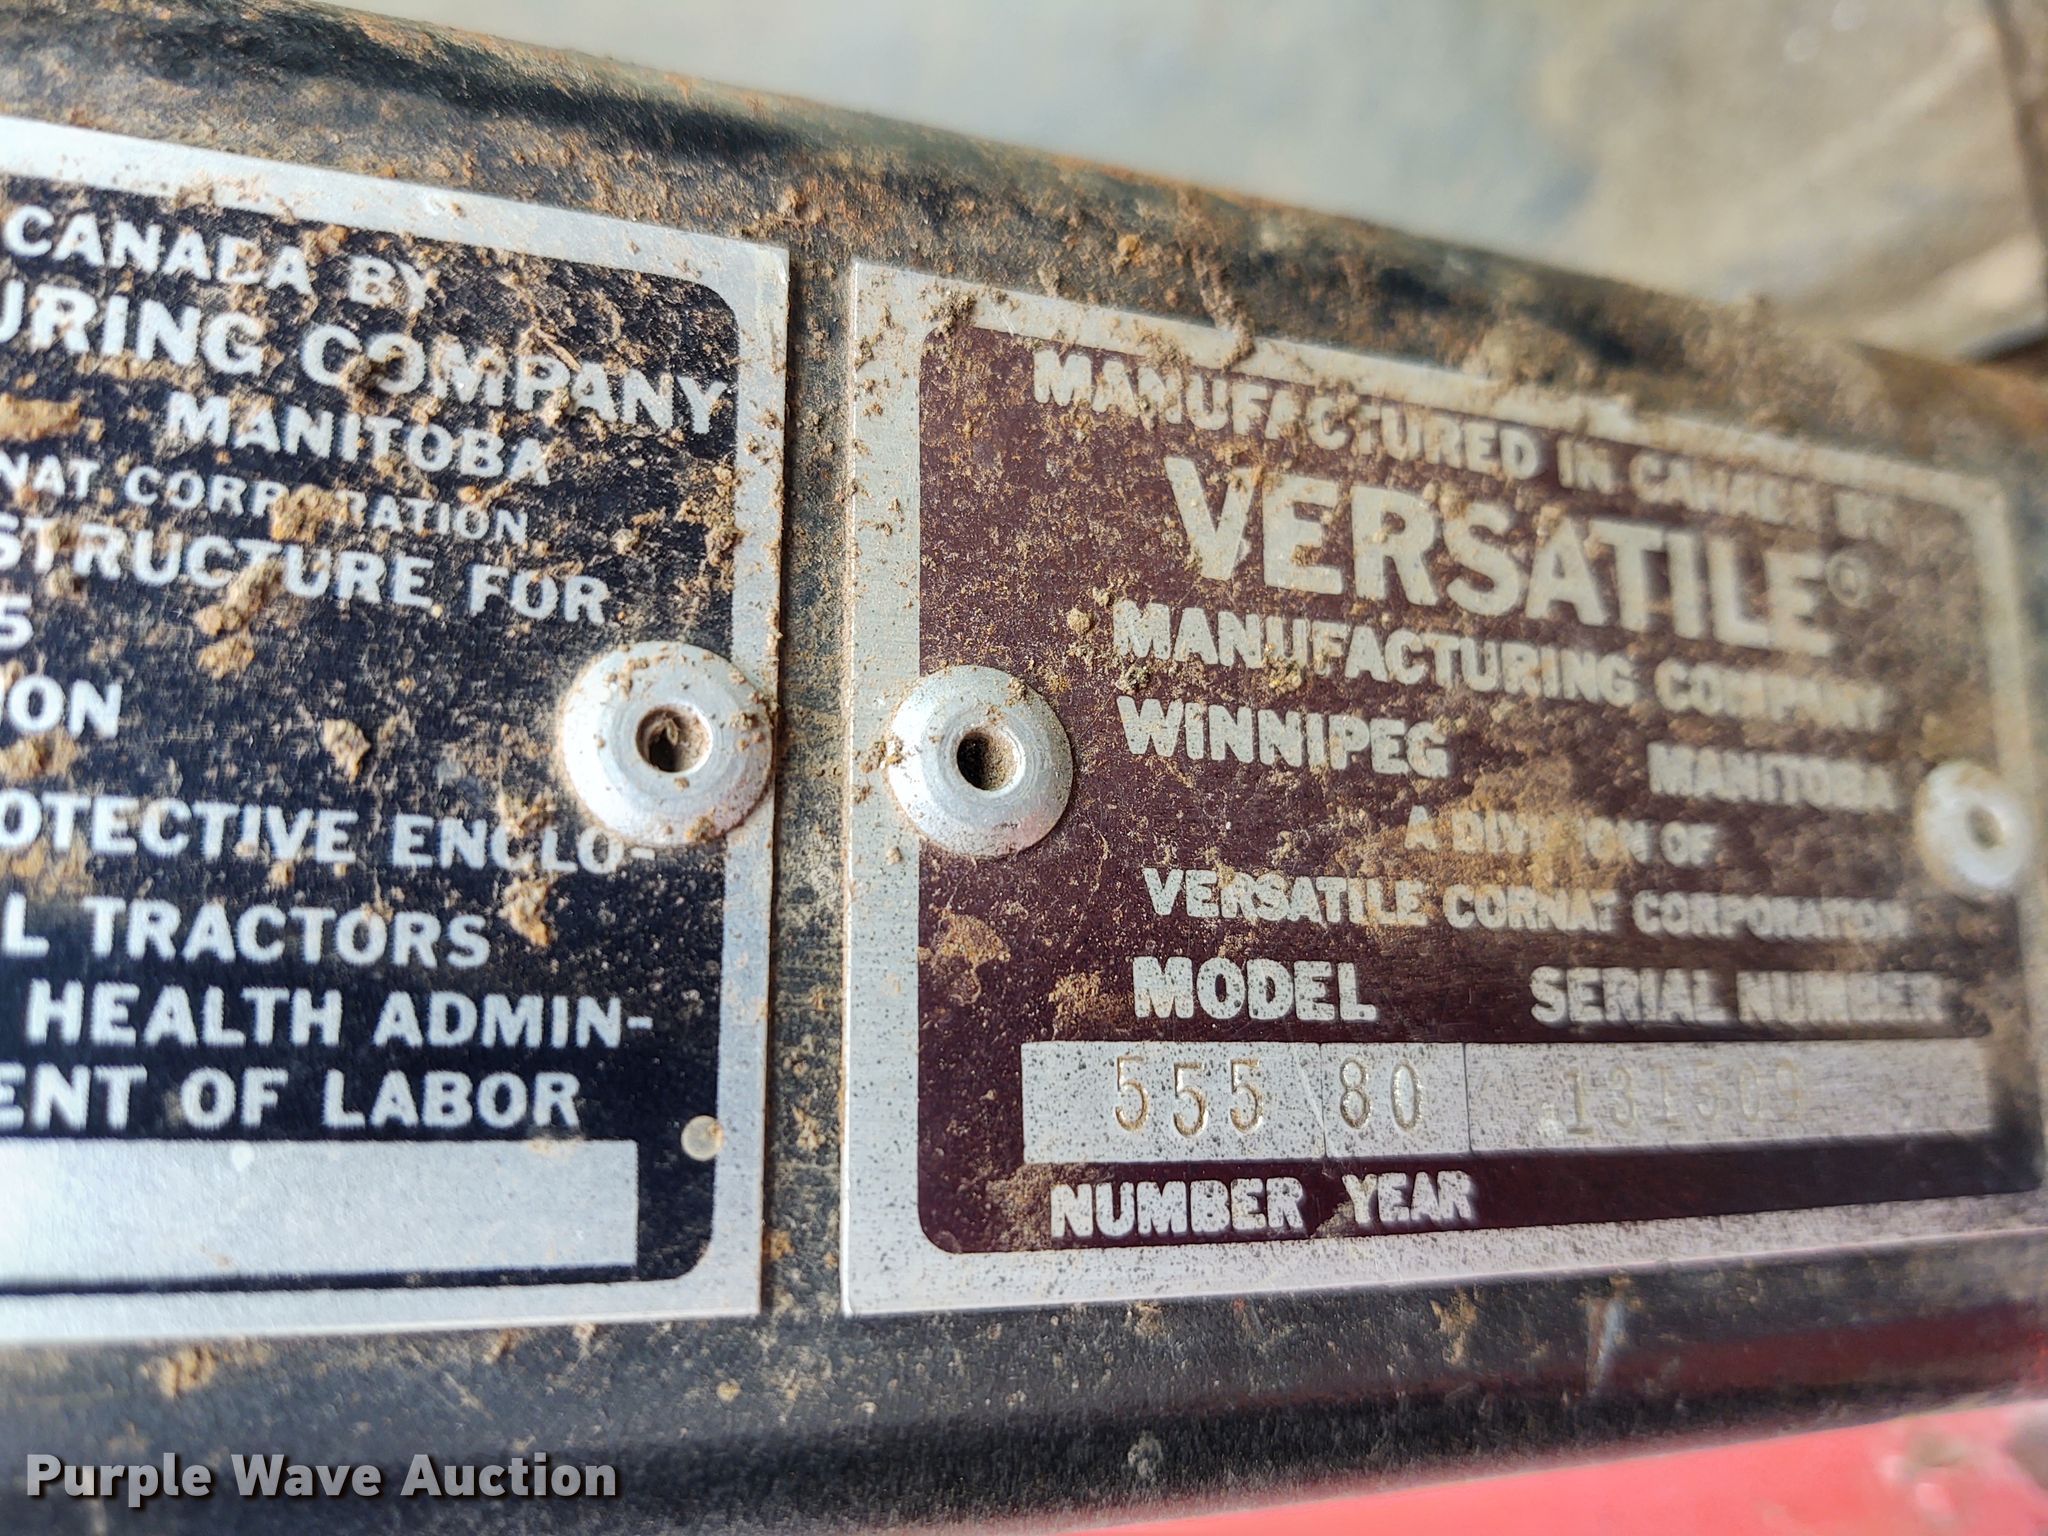 CANADA BY
URING COMPANY
MANITOBA
NAT CORPORATION
STRUCTURE FOR
5
ION
OTECTIVE ENCLO-
L TRACTORS
HEALTH ADMIN-
ENT OF LABOR
MANUFACTURED IN CANADA BY
VERSATILE®
MANUFACTURING COMPANY
WINNIPEG MANITOBA
A DIVISION OF
VERSATILE CORNAT CORPORATION
MODEL SERIAL NUMBER
555 80 131509
NUMBER YEAR
Purple Wave Auction